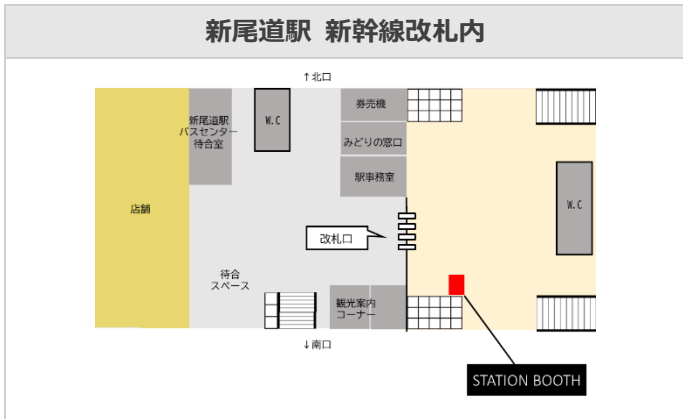 新尾道駅 新幹線改札内
↑北口
新尾道駅
バスセンター
待合室
W.C
券売機
みどりの窓口
駅事務室
W.C
店舗
改札口
待合
スペース
観光案内
コーナー
↓南口
STATION BOOTH